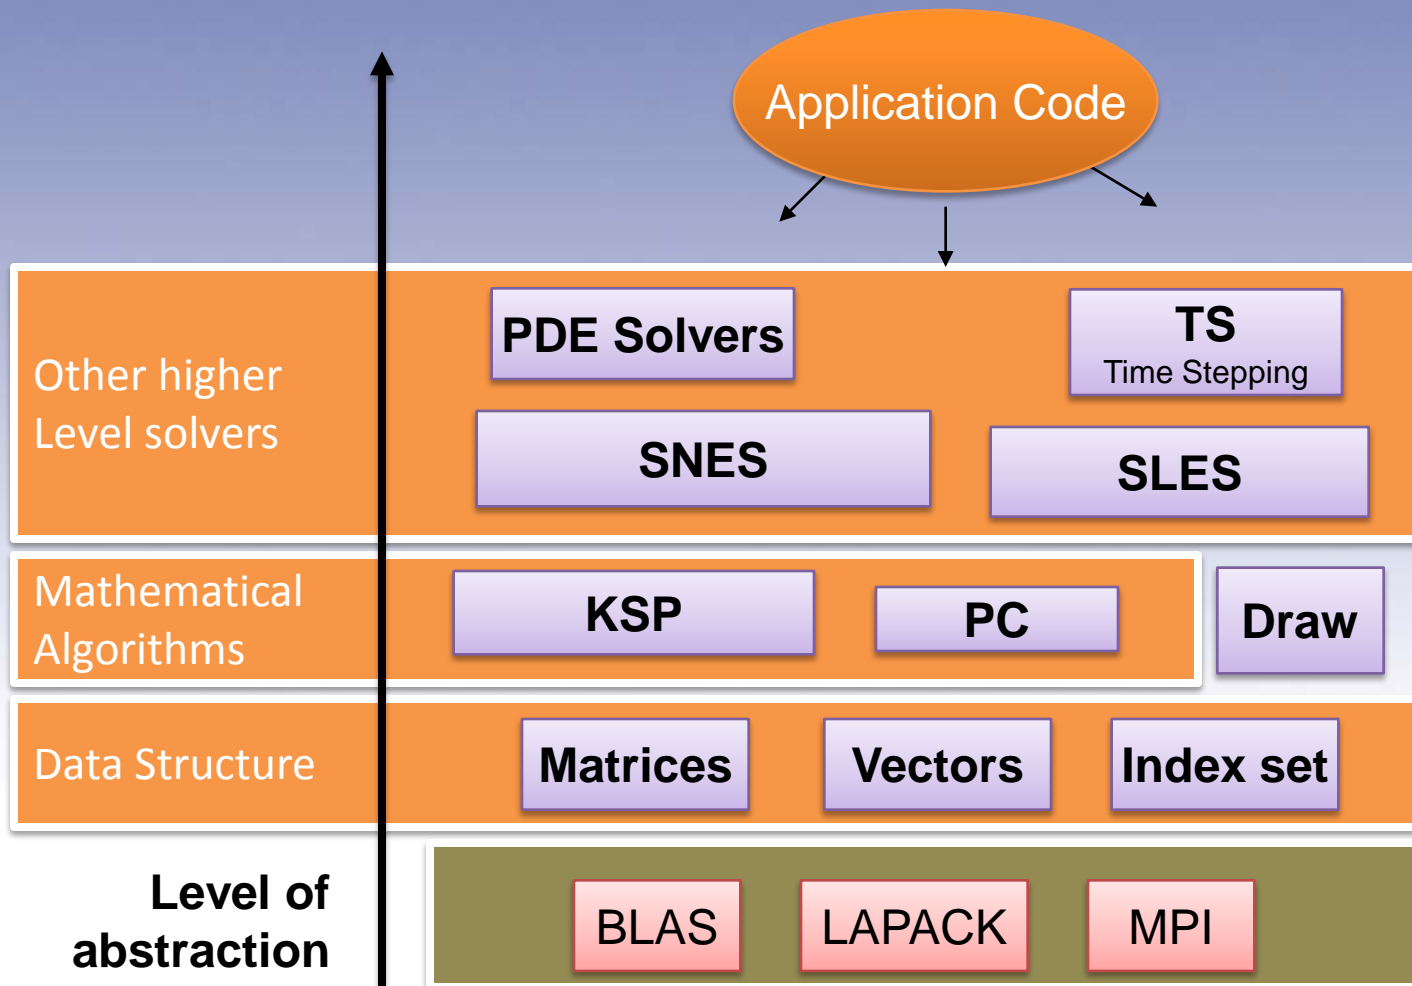 Application Code
Other higher
Level solvers
PDE Solvers
TS
Time Stepping
SNES
SLES
Mathematical
Algorithms
KSP
PC
Draw
Data Structure
Matrices
Vectors
Index set
Level of
abstraction
BLAS
LAPACK
MPI